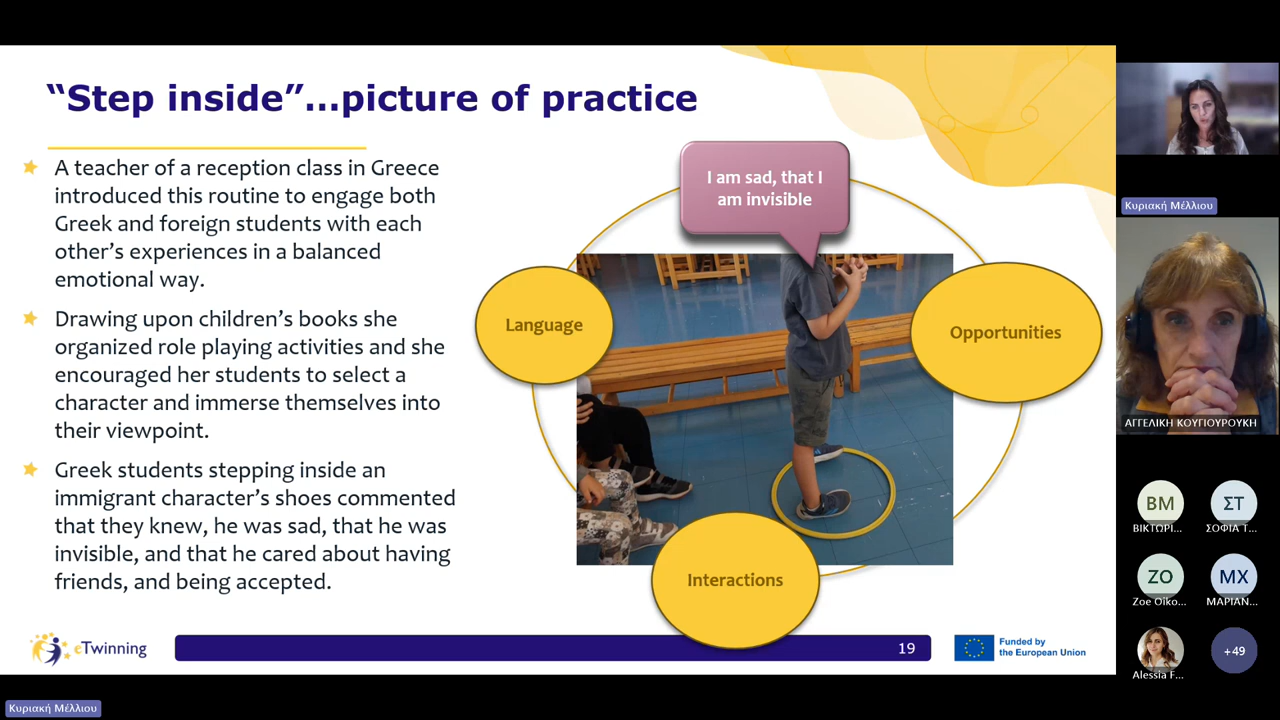 “Step inside”...picture of practice
A teacher of a reception class in Greece
introduced this routine to engage both
Greek and foreign students with each
other’s experiences in a balanced
emotional way.
Drawing upon children’s books she
organized role playing activities and she
encouraged her students to select a
character and immerse themselves into
their viewpoint.
Greek students stepping inside an
immigrant character’s shoes commented
that they knew, he was sad, that he was
invisible, and that he cared about having
friends, and being accepted.
I am sad, that I
am invisible
Language
Opportunities
Interactions
eTwinning
19
Funded by
the European Union
Κυριακή Μέλλιου
ΑΓΓΕΛΙΚΗ ΚΟΥΓΙΟΥΡΟΥΚΗ
ΒΜ
ΒΙΚΤΩΡΙ...
ΣΤ
ΣΟΦΙΑ Τ...
ZO
Zoe Oiko...
ΜΧ
ΜΑΡΙΑΝ...
Alessia F...
+49
Κυριακή Μέλλιου